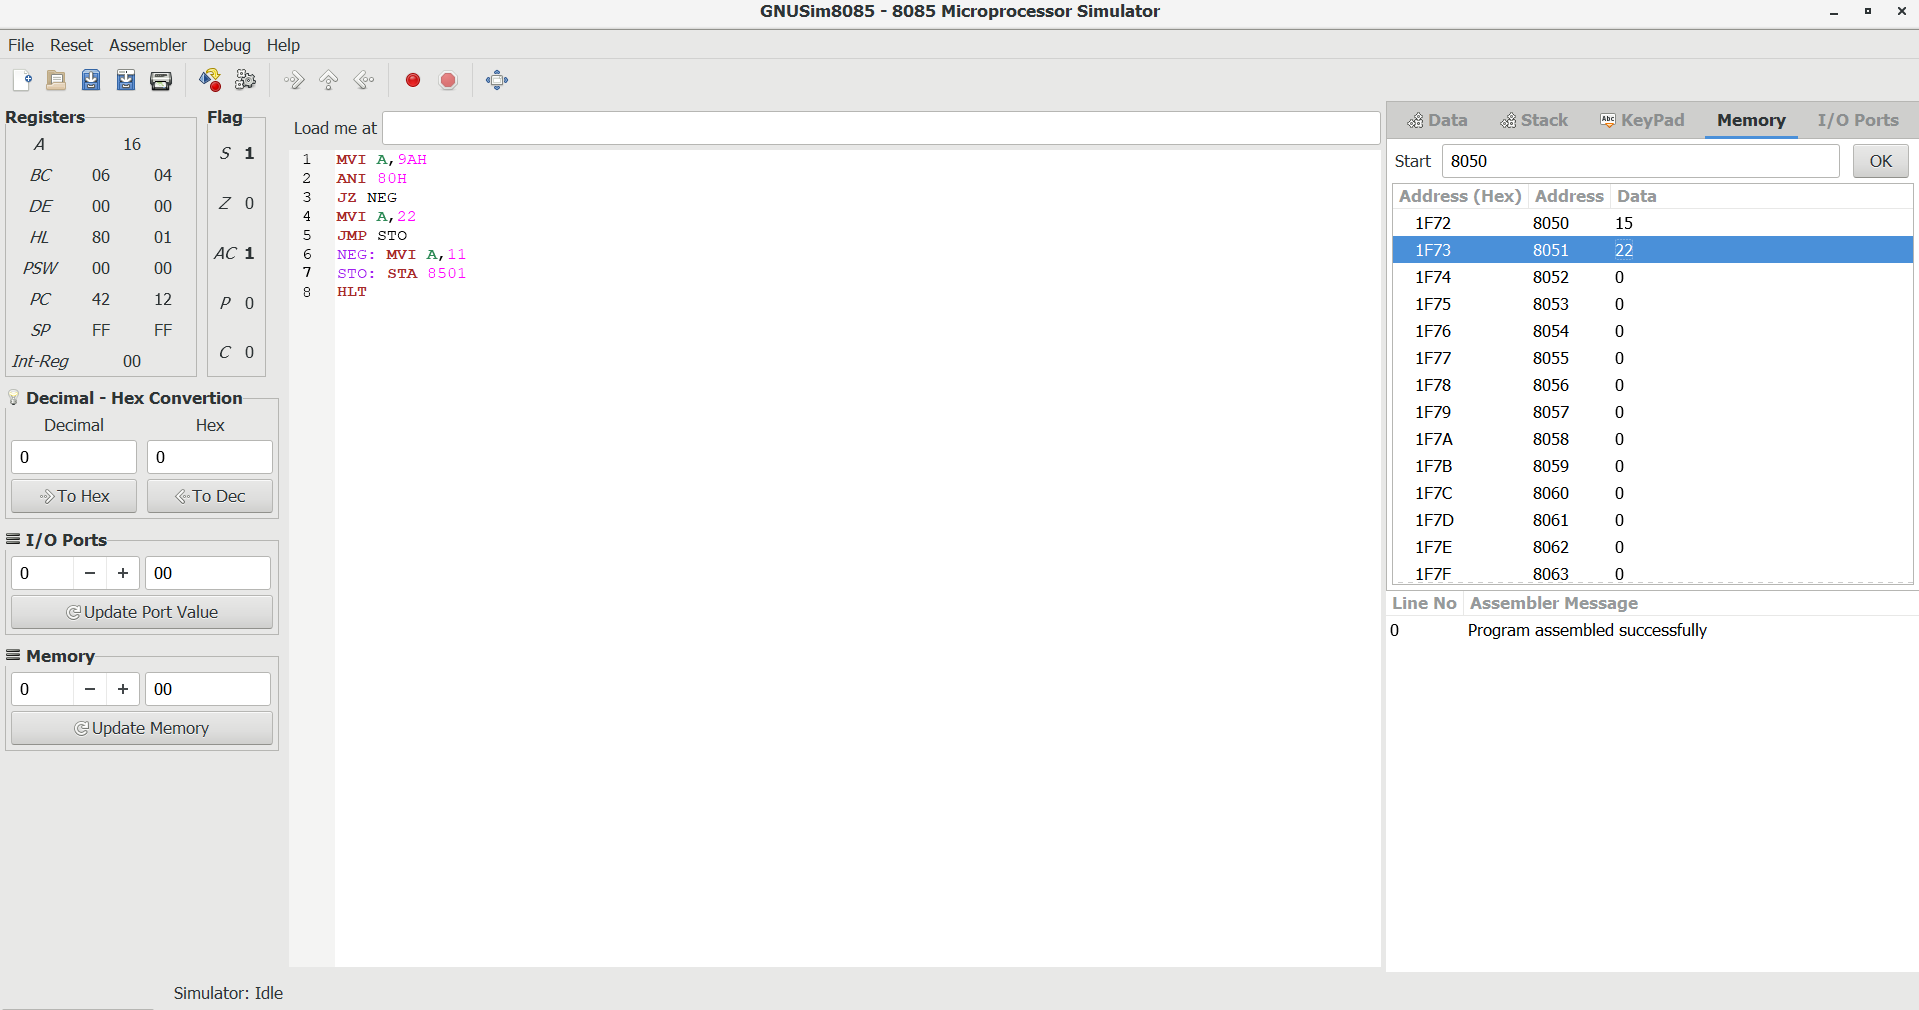 GNUSim8085 - 8085 Microprocessor Simulator
File Reset Assembler Debug Help
Registers
A 16
BC 06 04
DE 00 00
HL 80 01
PSW 00 00
PC 42 12
SP FF FF
Int-Reg 00
Flag
S 1
Z 0
AC 1
P 0
C 0
Decimal - Hex Convertion
Decimal Hex
0 0
To Hex To Dec
I/O Ports
0 − + 00
Update Port Value
Memory
0 − + 00
Update Memory
Load me at
1 MVI A,9AH
2 ANI 80H
3 JZ NEG
4 MVI A,22
5 JMP STO
6 NEG: MVI A,11
7 STO: STA 8501
8 HLT
Data Stack Abc KeyPad Memory I/O Ports
Start 8050 OK
Address (Hex) Address Data
1F72 8050 15
1F73 8051 22
1F74 8052 0
1F75 8053 0
1F76 8054 0
1F77 8055 0
1F78 8056 0
1F79 8057 0
1F7A 8058 0
1F7B 8059 0
1F7C 8060 0
1F7D 8061 0
1F7E 8062 0
1F7F 8063 0
Line No Assembler Message
0 Program assembled successfully
Simulator: Idle